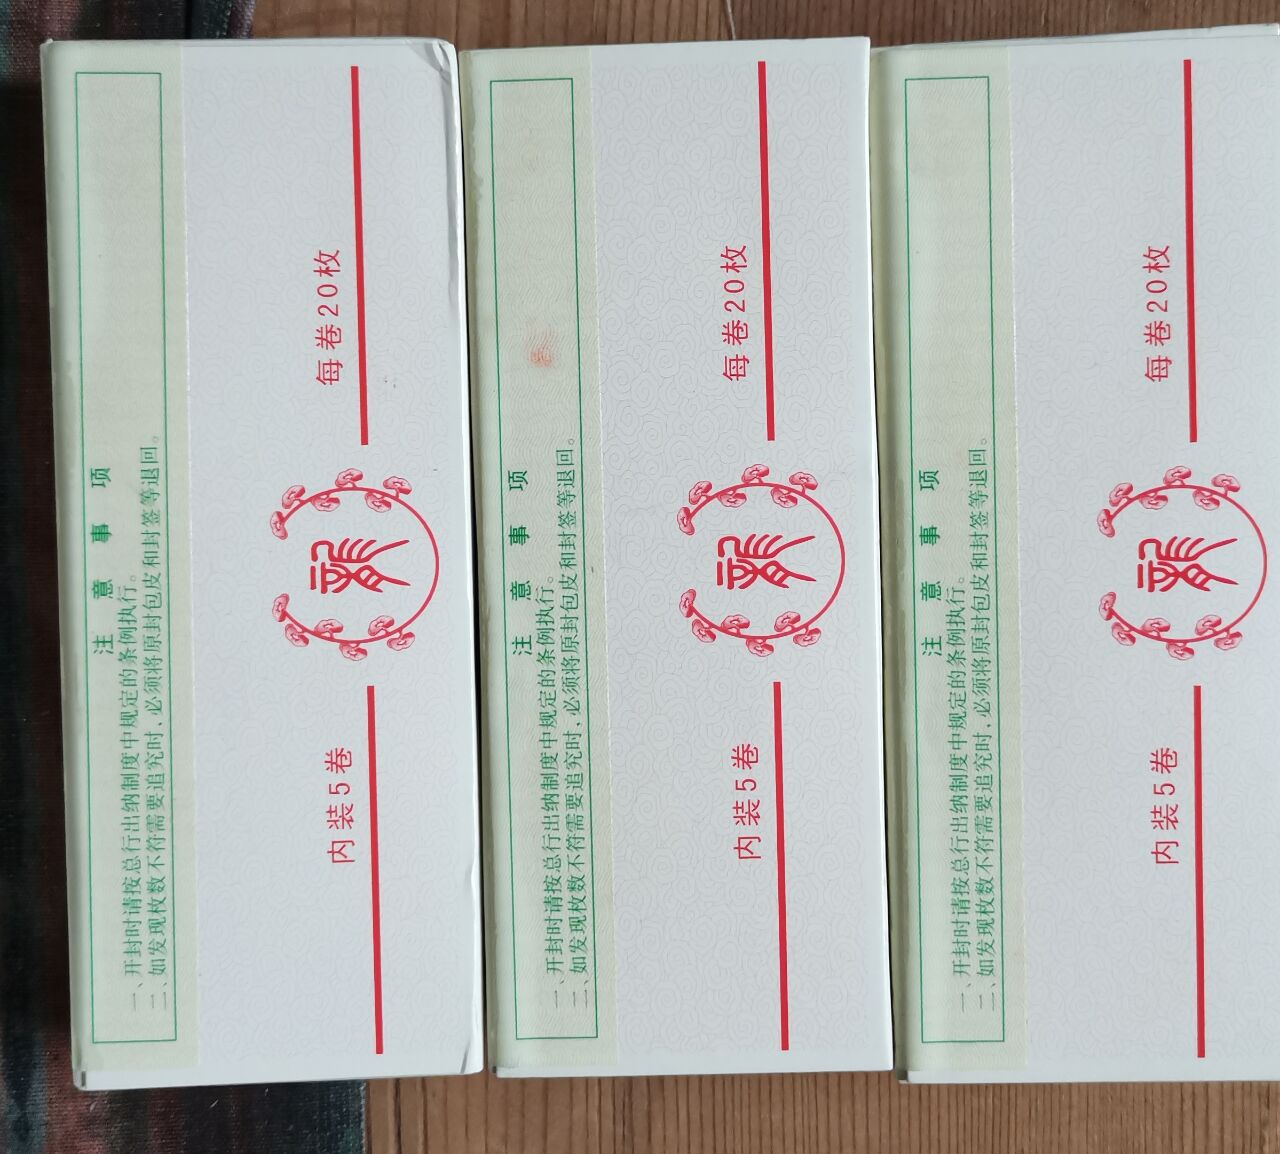 注意事项
一、开封时请按总行出纳制度中规定的条例执行。
二、如发现枚数不符需要追究时、必须将原封包皮和封签等退回。
内装5卷
每卷20枚
注意事项
一、开封时请按总行出纳制度中规定的条例执行。
二、如发现枚数不符需要追究时、必须将原封包皮和封签等退回。
内装5卷
每卷20枚
注意事项
一、开封时请按总行出纳制度中规定的条例执行。
二、如发现枚数不符需要追究时、必须将原封包皮和封签等退回。
内装5卷
每卷20枚